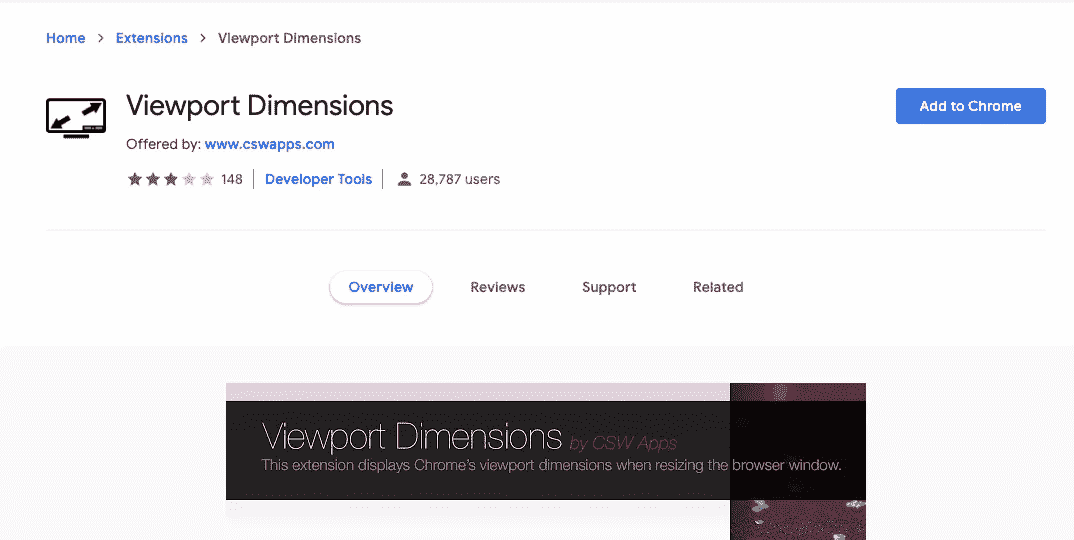 Home > Extensions > Viewport Dimensions
Viewport Dimensions
Add to Chrome
Offered by: www.cswapps.com
148 Developer Tools 28,787 users
Overview Reviews Support Related
Viewport Dimensions by CSW Apps
This extension displays Chrome's viewport dimensions when resizing the browser window.